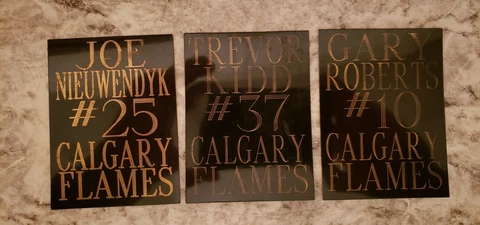 JOE
NIEUWENDYK
#25
CALGARY
FLAMES
TREVOR
KIDD
#37
CALGARY
FLAMES
GARY
ROBERTS
#10
CALGARY
FLAMES